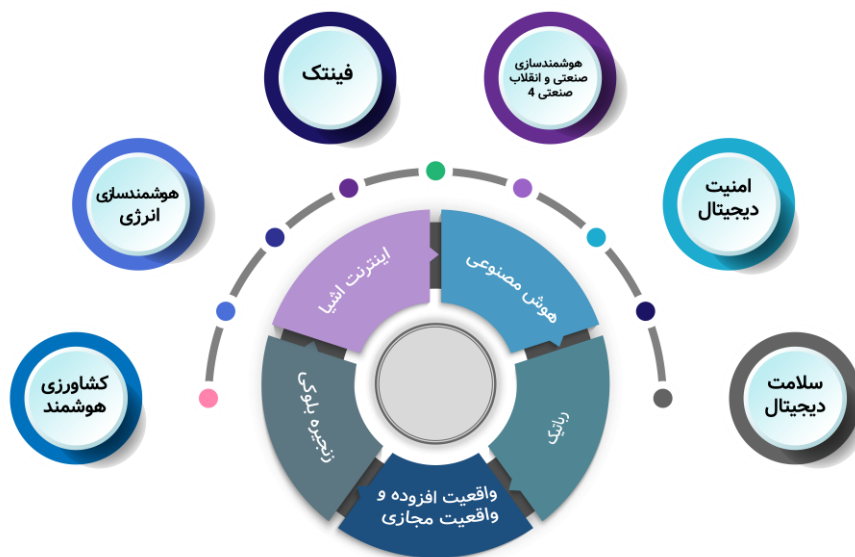 هوشمندسازی
صنعتی و انقلاب
صنعتی 4
فینتک
امنیت
دیجیتال
هوشمندسازی
انرژی
سلامت
دیجیتال
کشاورزی
هوشمند
هوش مصنوعی
اینترنت اشیا
رباتیک
زنجیره بلوکی
واقعیت افزوده و
واقعیت مجازی